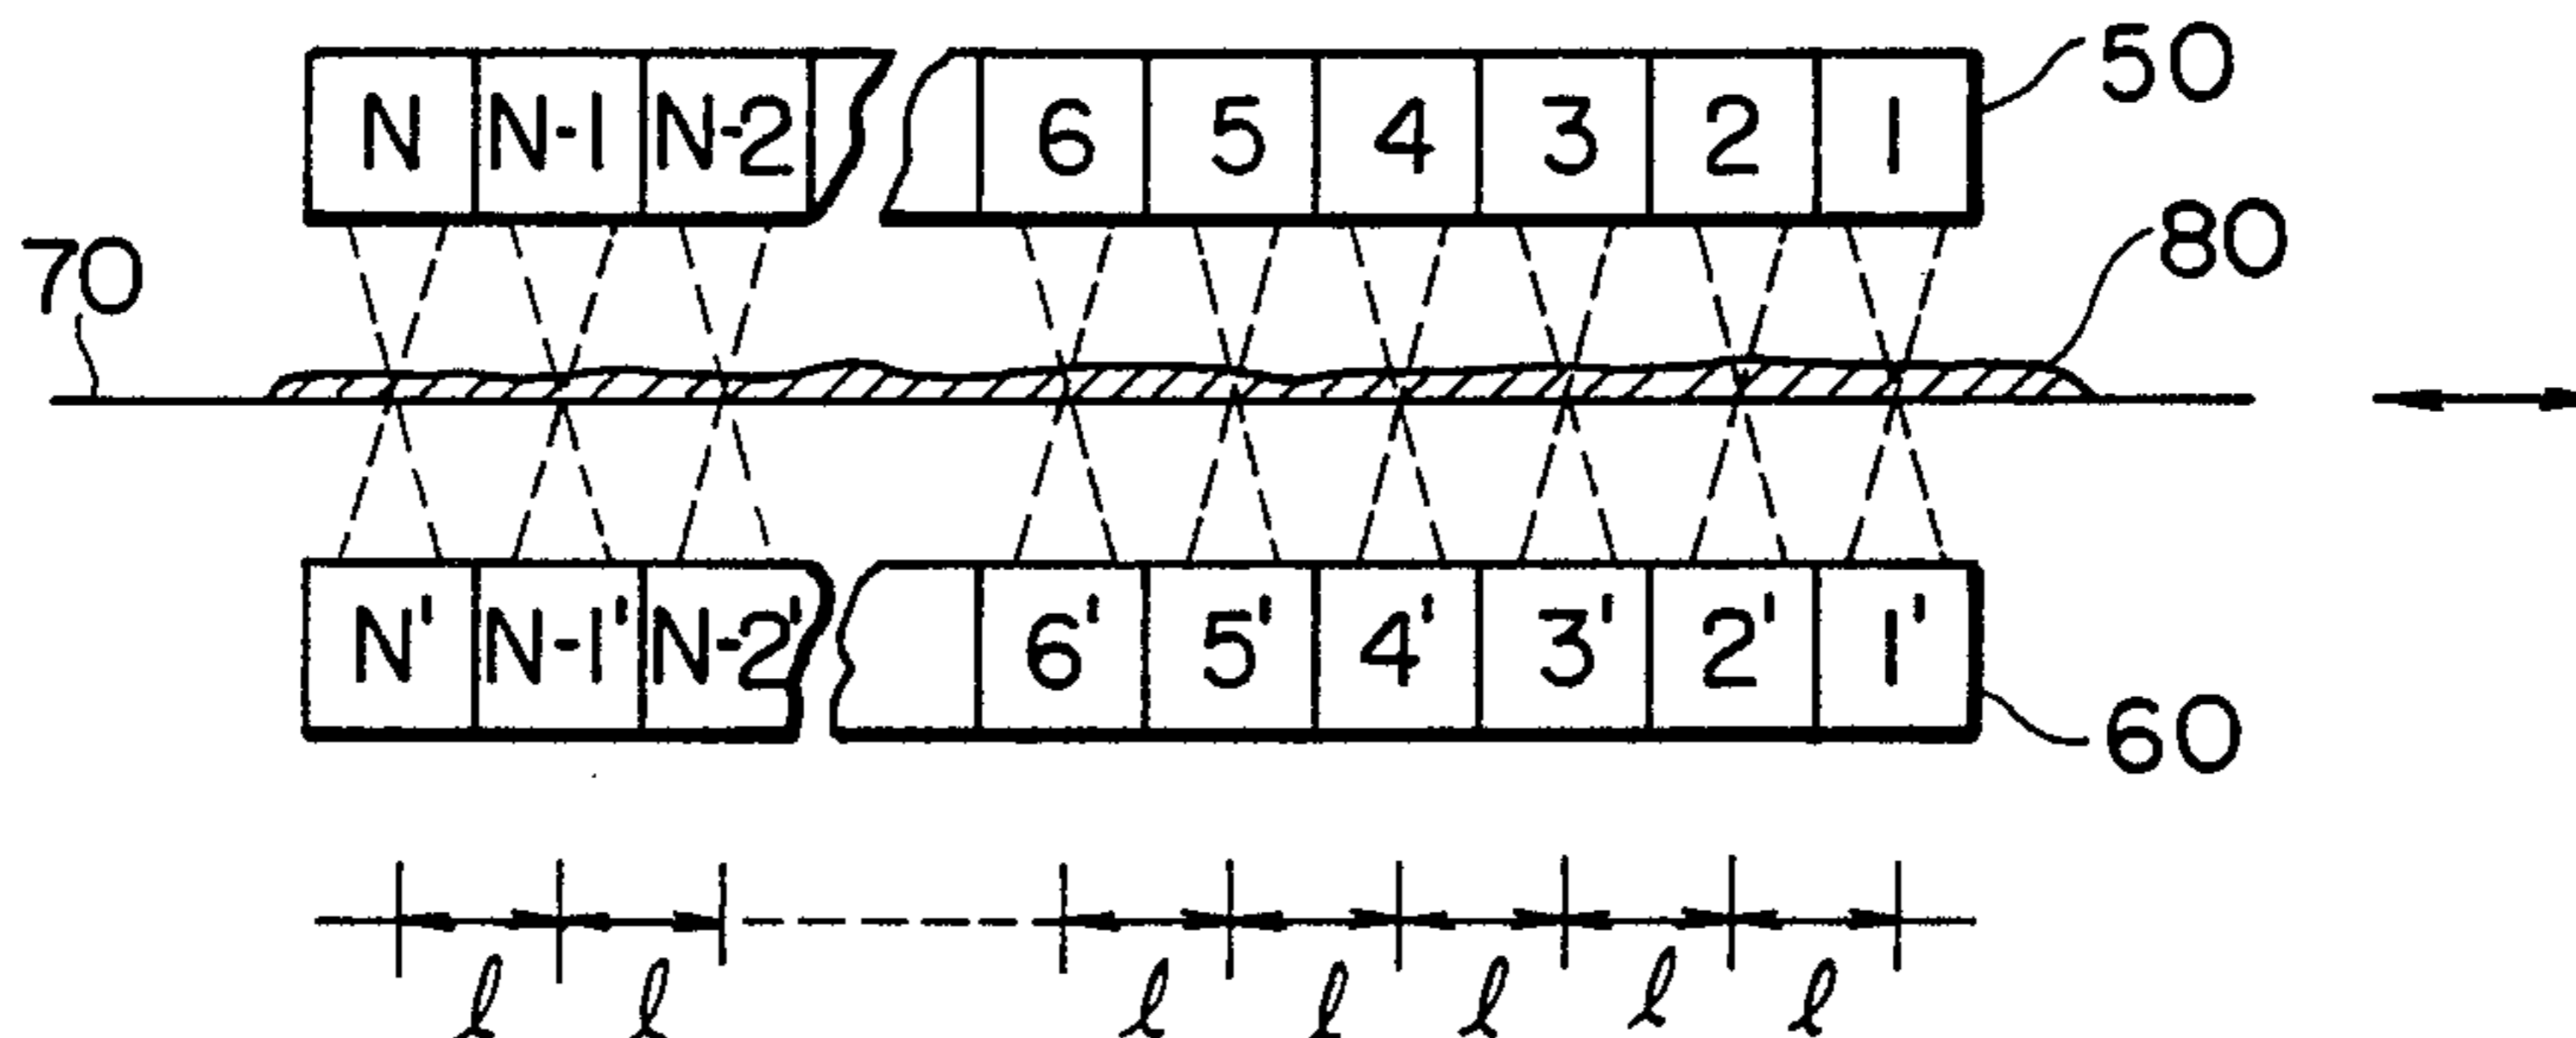 50
N N-1 N-2 6 5 4 3 2 1
80
70
N' N-1' N-2' 6' 5' 4' 3' 2' 1'
60
ℓ ℓ ℓ ℓ ℓ ℓ ℓ